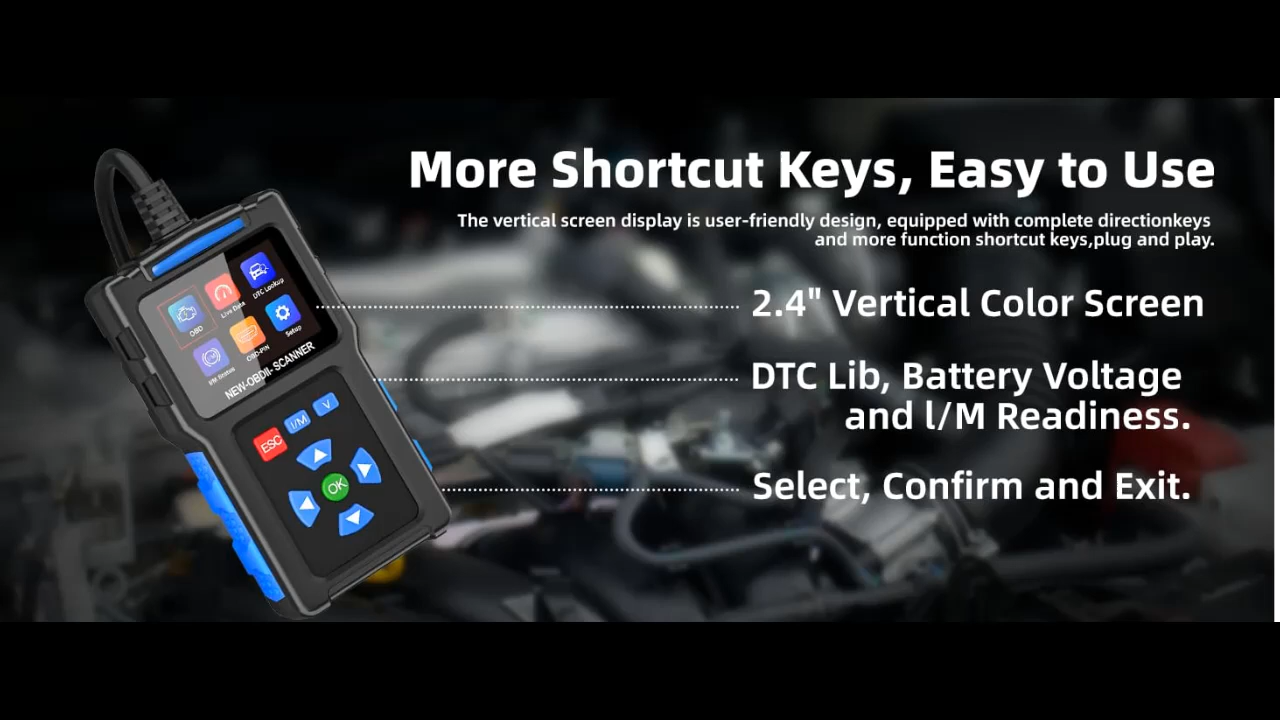 More Shortcut Keys, Easy to Use
The vertical screen display is user-friendly design, equipped with complete directionkeys
and more function shortcut keys,plug and play.
2.4" Vertical Color Screen
DTC Lib, Battery Voltage
and l/M Readiness.
Select, Confirm and Exit.
OBD
Live Data
DTC Lookup
I/M Status
OBD-PIN
Setup
NEW-OBDII- SCANNER
ESC
I/M
V
OK